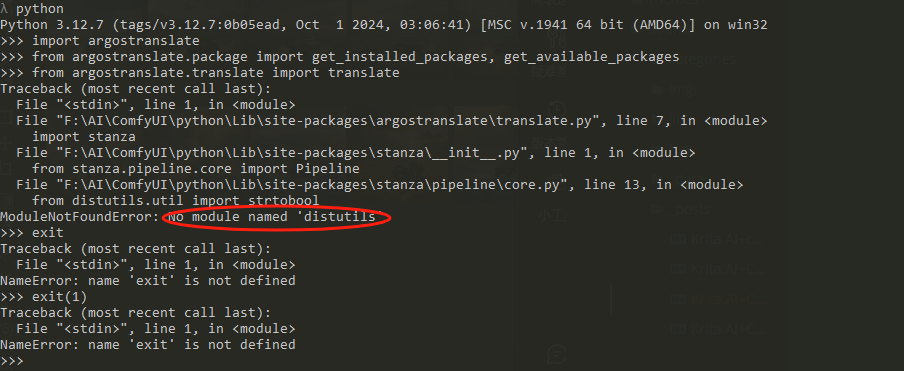 λ python
Python 3.12.7 (tags/v3.12.7:0b05ead, Oct  1 2024, 03:06:41) [MSC v.1941 64 bit (AMD64)] on win32
>>> import argostranslate
>>> from argostranslate.package import get_installed_packages, get_available_packages
>>> from argostranslate.translate import translate
Traceback (most recent call last):
  File "<stdin>", line 1, in <module>
  File "F:\AI\ComfyUI\python\Lib\site-packages\argostranslate\translate.py", line 7, in <module>
    import stanza
  File "F:\AI\ComfyUI\python\Lib\site-packages\stanza\__init__.py", line 1, in <module>
    from stanza.pipeline.core import Pipeline
  File "F:\AI\ComfyUI\python\Lib\site-packages\stanza\pipeline\core.py", line 13, in <module>
    from distutils.util import strtobool
ModuleNotFoundError: No module named 'distutils'
>>> exit
Traceback (most recent call last):
  File "<stdin>", line 1, in <module>
NameError: name 'exit' is not defined
>>> exit(1)
Traceback (most recent call last):
  File "<stdin>", line 1, in <module>
NameError: name 'exit' is not defined
>>>